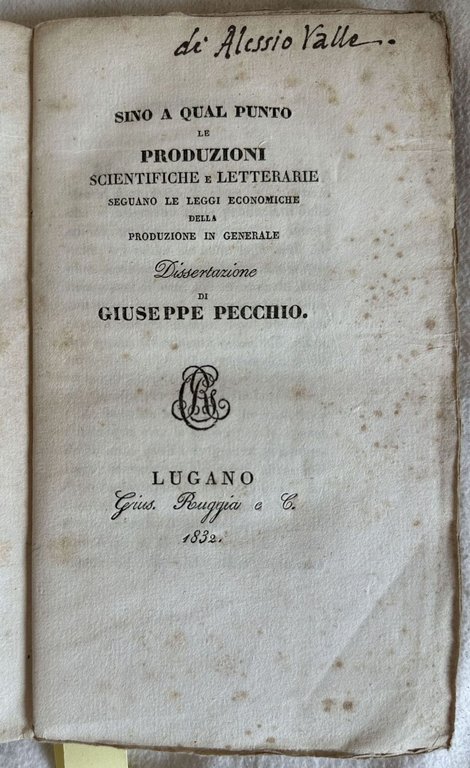 di Alessio Valle.
SINO A QUAL PUNTO
LE
PRODUZIONI
SCIENTIFICHE E LETTERARIE
SEGUANO LE LEGGI ECONOMICHE
DELLA
PRODUZIONE IN GENERALE
Dissertazione
DI
GIUSEPPE PECCHIO.
LUGANO
Gius. Ruggia e C.
1832.